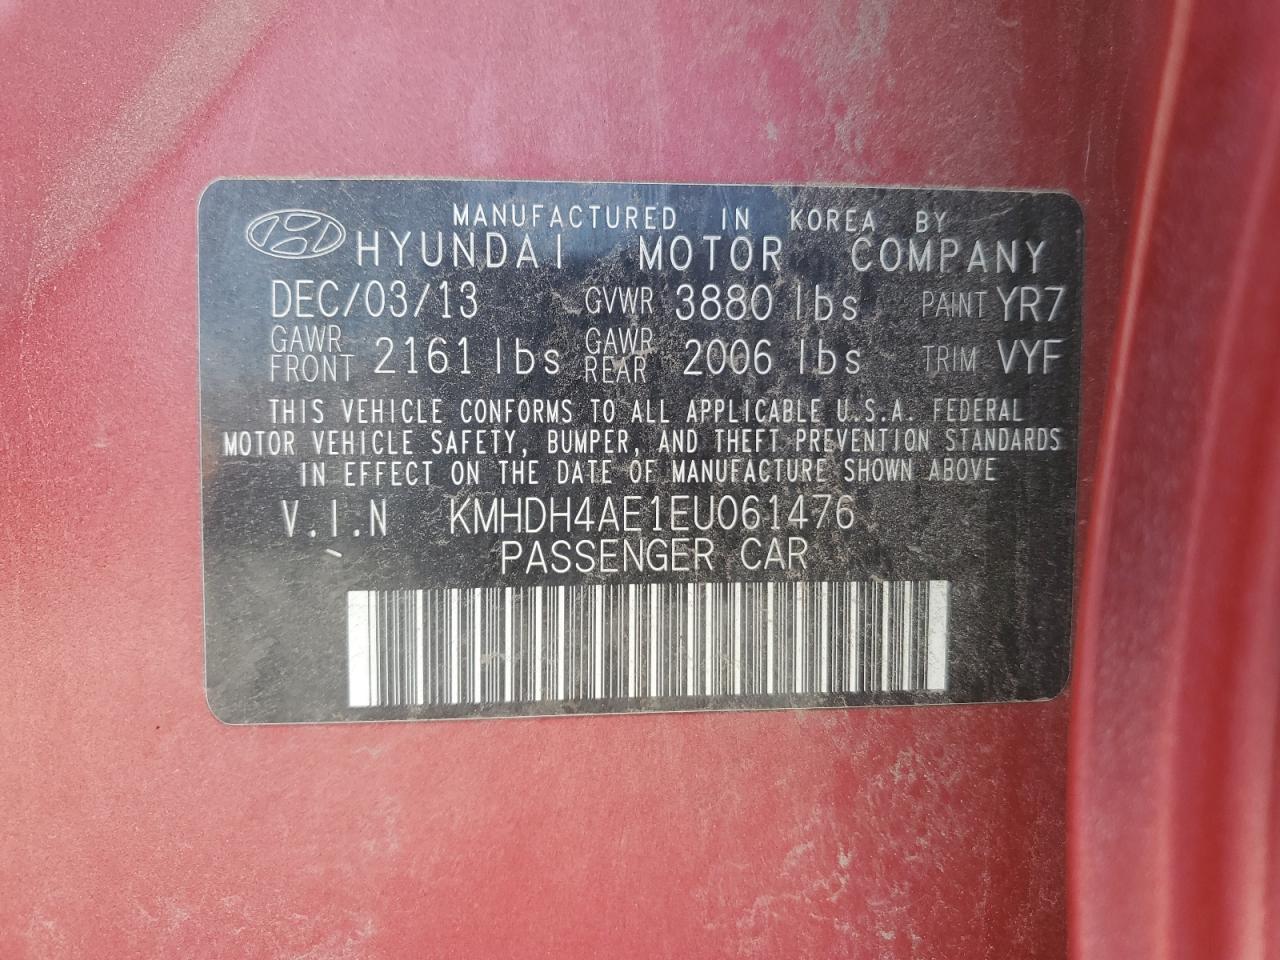 MANUFACTURED IN KOREA BY
HYUNDAI MOTOR COMPANY
DEC/03/13 GVWR 3880 lbs PAINT YR7
GAWR FRONT 2161 lbs GAWR REAR 2006 lbs TRIM VYF
THIS VEHICLE CONFORMS TO ALL APPLICABLE U.S.A. FEDERAL
MOTOR VEHICLE SAFETY, BUMPER, AND THEFT PREVENTION STANDARDS
IN EFFECT ON THE DATE OF MANUFACTURE SHOWN ABOVE
V.I.N KMHDH4AE1EU061476
PASSENGER CAR